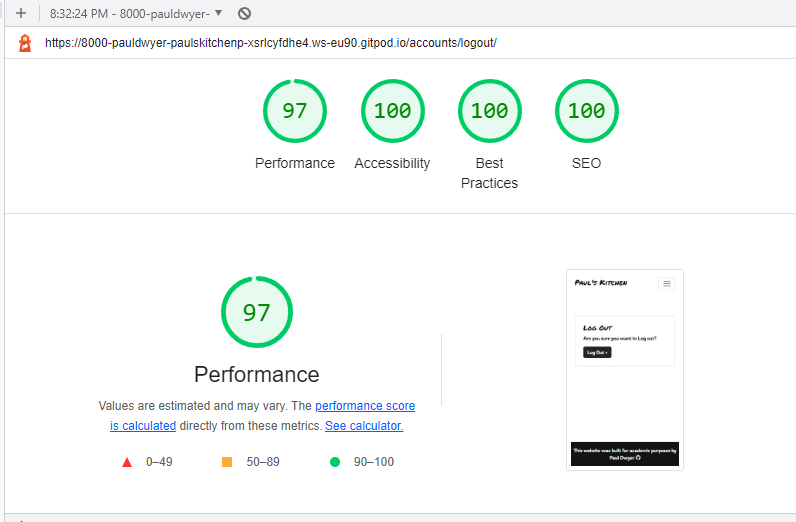 8:32:24 PM - 8000-pauldwyer-
https://8000-pauldwyer-paulskitchenp-xsrlcyfdhe4.ws-eu90.gitpod.io/accounts/logout/
97 100 100 100
Performance Accessibility Best Practices SEO
97
Performance
Values are estimated and may vary. The performance score
is calculated directly from these metrics. See calculator.
0–49 50–89 90–100
Paul's Kitchen
Log Out
Are you sure you want to Log out?
Log Out »
This website was built for academic purposes by
Paul Dwyer